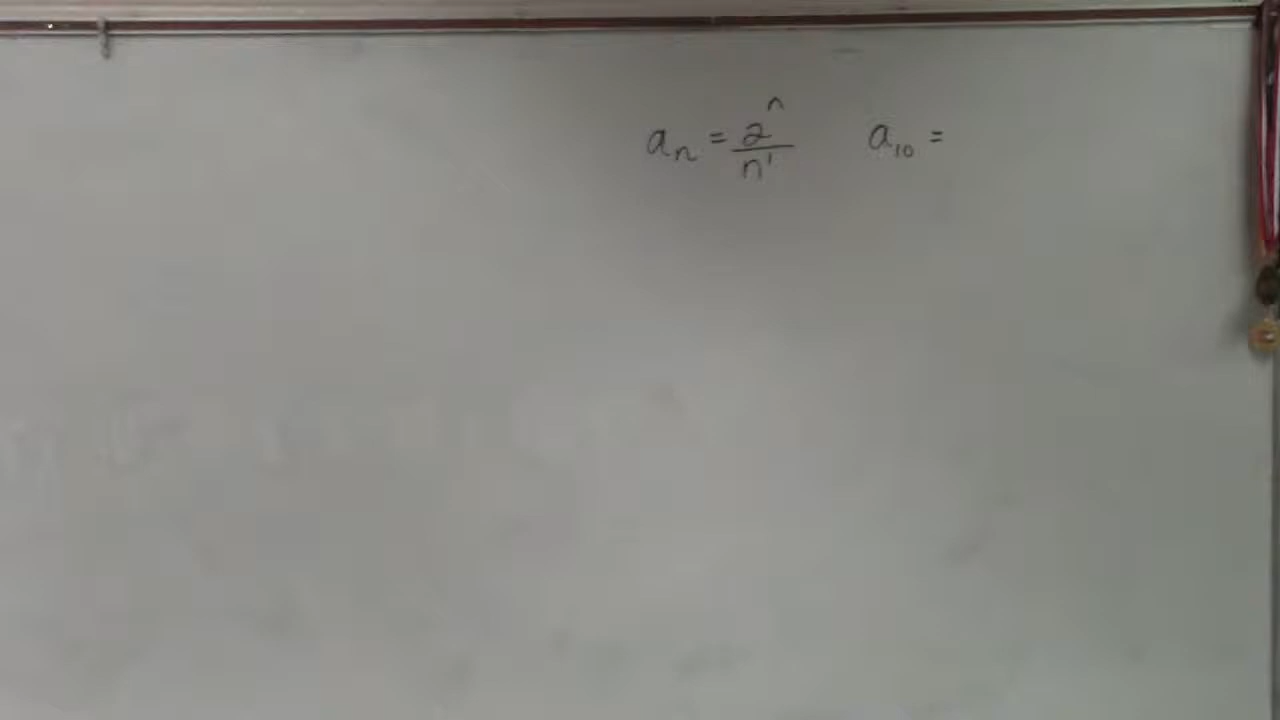 aₙ = 2ⁿ/n! a₁₀ =